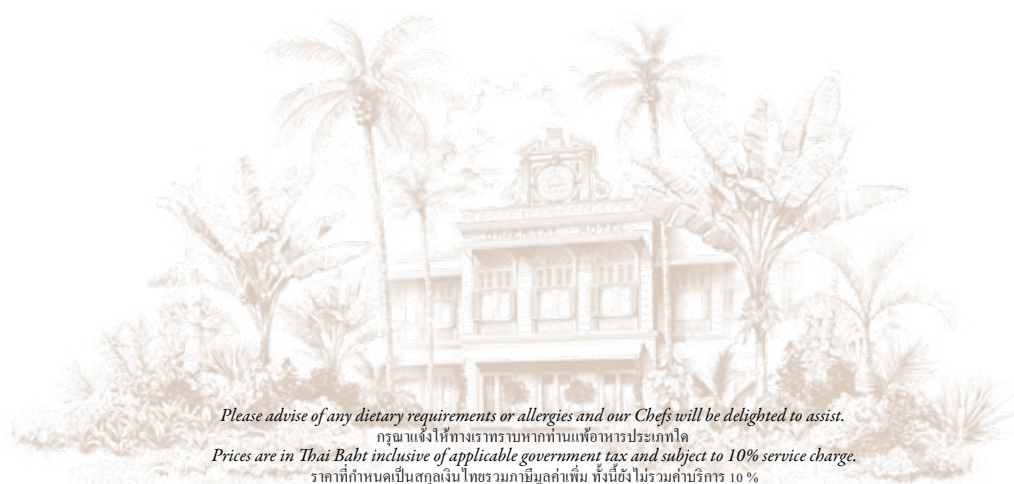 ORIENTAL HOTEL
Please advise of any dietary requirements or allergies and our Chefs will be delighted to assist.
กรุณาแจ้งให้ทางเราทราบหากท่านแพ้อาหารประเภทใด
Prices are in Thai Baht inclusive of applicable government tax and subject to 10% service charge.
ราคาที่กำหนดเป็นสกุลเงินไทยรวมภาษีมูลค่าเพิ่ม ทั้งนี้ยังไม่รวมค่าบริการ 10 %